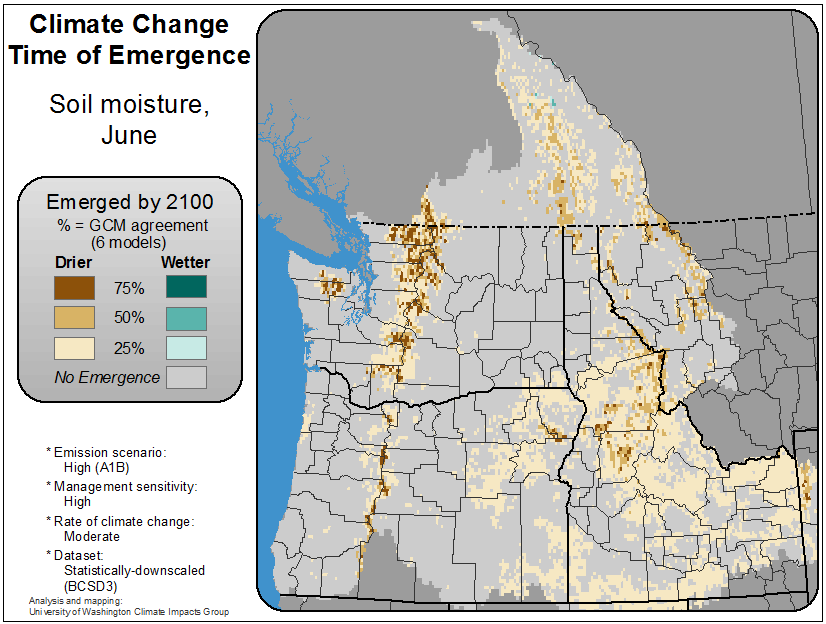 Climate Change
Time of Emergence
Soil moisture,
June
Emerged by 2100
% = GCM agreement
(6 models)
Drier Wetter
75%
50%
25%
No Emergence
* Emission scenario:
High (A1B)
* Management sensitivity:
High
* Rate of climate change:
Moderate
* Dataset:
Statistically-downscaled
(BCSD3)
Analysis and mapping:
University of Washington Climate Impacts Group